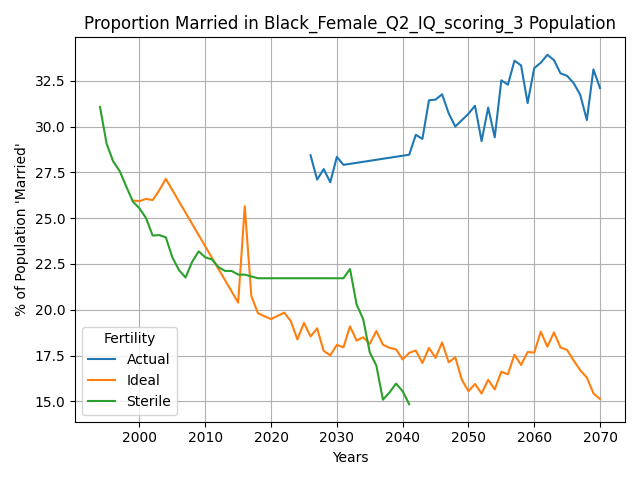 Proportion Married in Black_Female_Q2_IQ_scoring_3 Population
% of Population 'Married'
32.5
30.0
27.5
25.0
22.5
20.0
17.5
15.0
Fertility
Actual
Ideal
Sterile
2000 2010 2020 2030 2040 2050 2060 2070
Years